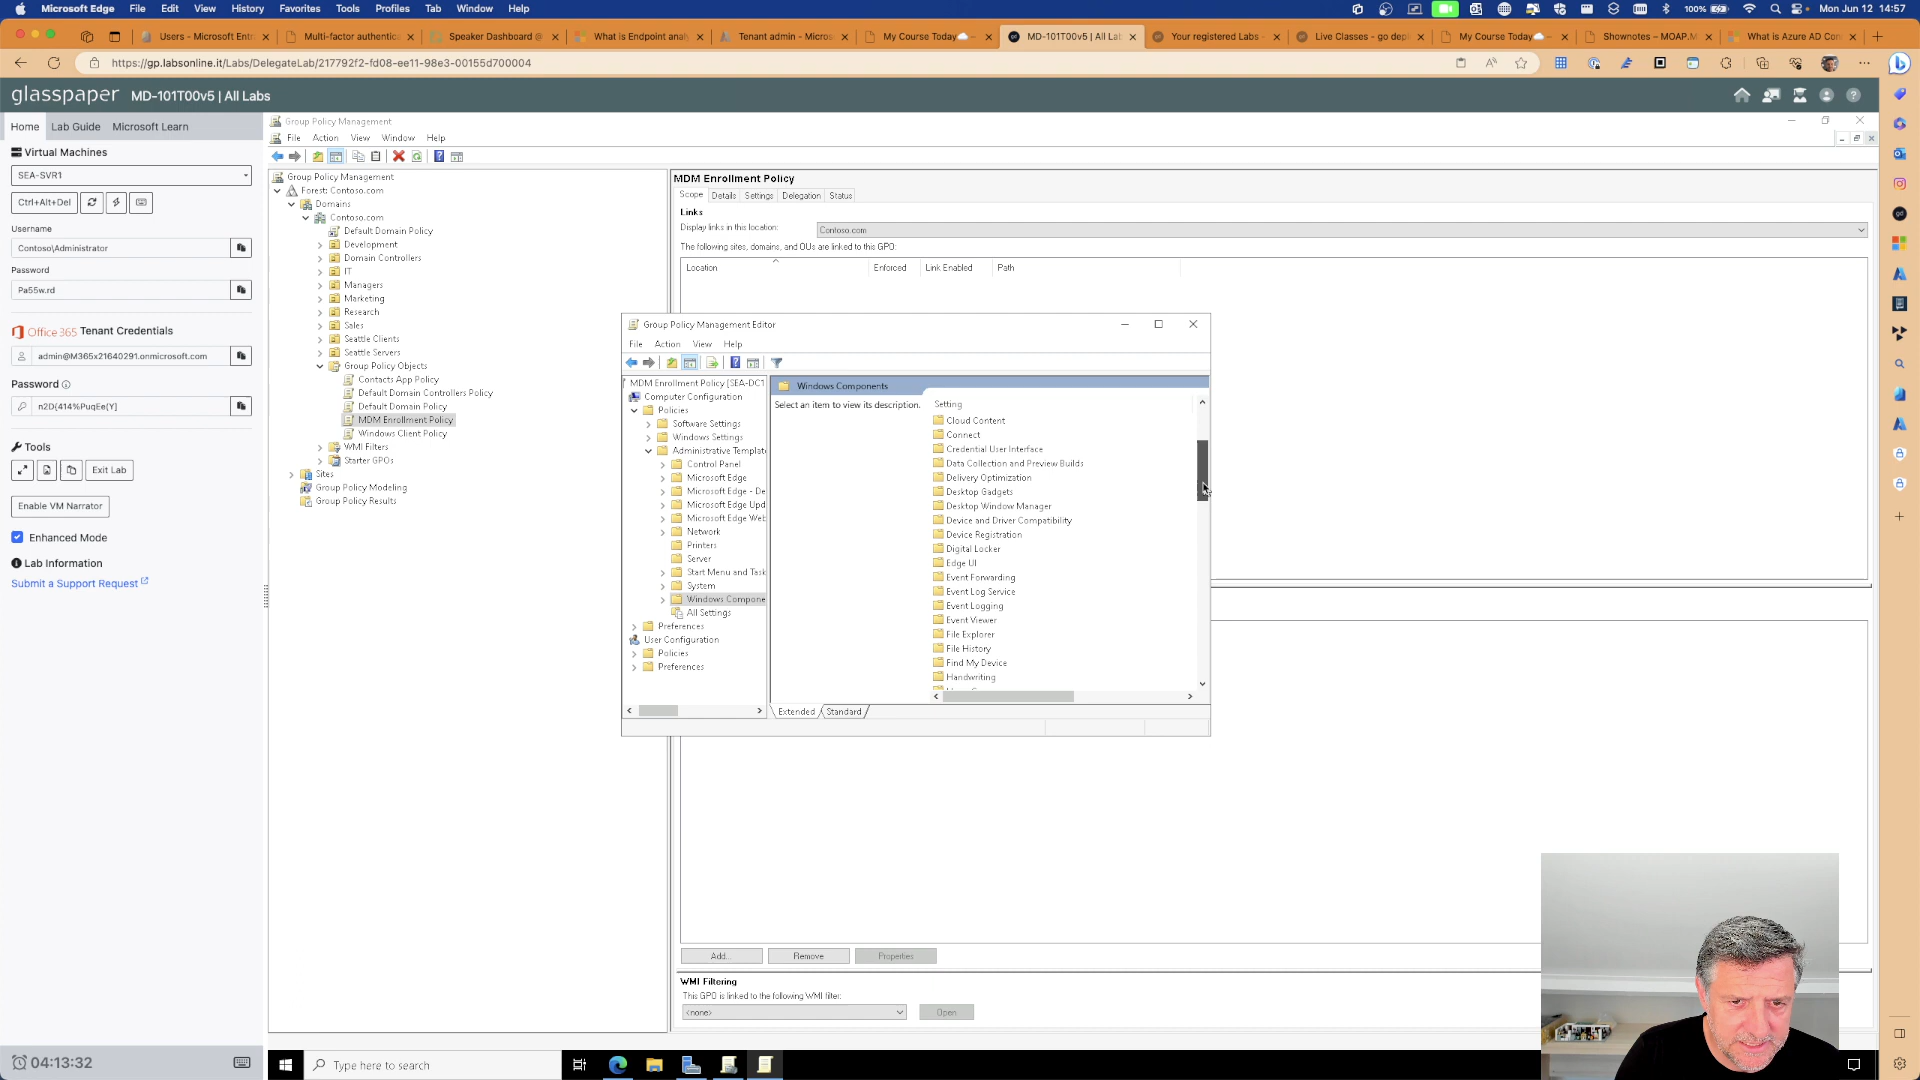 Microsoft Edge File Edit View History Favorites Tools Profiles Tab Window Help
100% Mon Jun 12 14:57
Users - Microsoft Ent
Multi-factor authentic
Speaker Dashboard @
What is Endpoint anal
Tenant admin - Micros
My Course Today
MD-101T00v5 | All La
Your registered Labs -
Live Classes - go dep
My Course Today
Shownotes – MOAP.M
What is Azure AD Con
https://gp.labsonline.it/Labs/DelegateLab/217792f2-fd08-ee11-98e3-00155d700004
glasspaper MD-101T00v5 | All Labs
Home Lab Guide Microsoft Learn
Virtual Machines
SEA-SVR1
Ctrl+Alt+Del
Username
Contoso\Administrator
Password
Pa55w.rd
Office 365 Tenant Credentials
admin@M365x21640291.onmicrosoft.com
Password
n2D{414%PuqEe(Y]
Tools
Exit Lab
Enable VM Narrator
Enhanced Mode
Lab Information
Submit a Support Request
04:13:32
Group Policy Management
File Action View Window Help
Group Policy Management
Forest: Contoso.com
Domains
Contoso.com
Default Domain Policy
Development
Domain Controllers
IT
Managers
Marketing
Research
Sales
Seattle Clients
Seattle Servers
Group Policy Objects
Contacts App Policy
Default Domain Controllers Policy
Default Domain Policy
MDM Enrollment Policy
Windows Client Policy
WMI Filters
Starter GPOs
Sites
Group Policy Modeling
Group Policy Results
MDM Enrollment Policy
Scope Details Settings Delegation Status
Links
Display links in this location: Contoso.com
The following sites, domains, and OUs are linked to this GPO:
Location Enforced Link Enabled Path
Group Policy Management Editor
File Action View Help
MDM Enrollment Policy [SEA-DC1
Computer Configuration
Policies
Software Settings
Windows Settings
Administrative Templat
Control Panel
Microsoft Edge
Microsoft Edge - De
Microsoft Edge Upd
Microsoft Edge Web
Network
Printers
Server
Start Menu and Task
System
Windows Compone
All Settings
Preferences
User Configuration
Policies
Preferences
Windows Components
Select an item to view its description.
Setting
Cloud Content
Connect
Credential User Interface
Data Collection and Preview Builds
Delivery Optimization
Desktop Gadgets
Desktop Window Manager
Device and Driver Compatibility
Device Registration
Digital Locker
Edge UI
Event Forwarding
Event Log Service
Event Logging
Event Viewer
File Explorer
File History
Find My Device
Handwriting
Extended Standard
Add... Remove Properties
WMI Filtering
This GPO is linked to the following WMI filter:
<none> Open
Type here to search